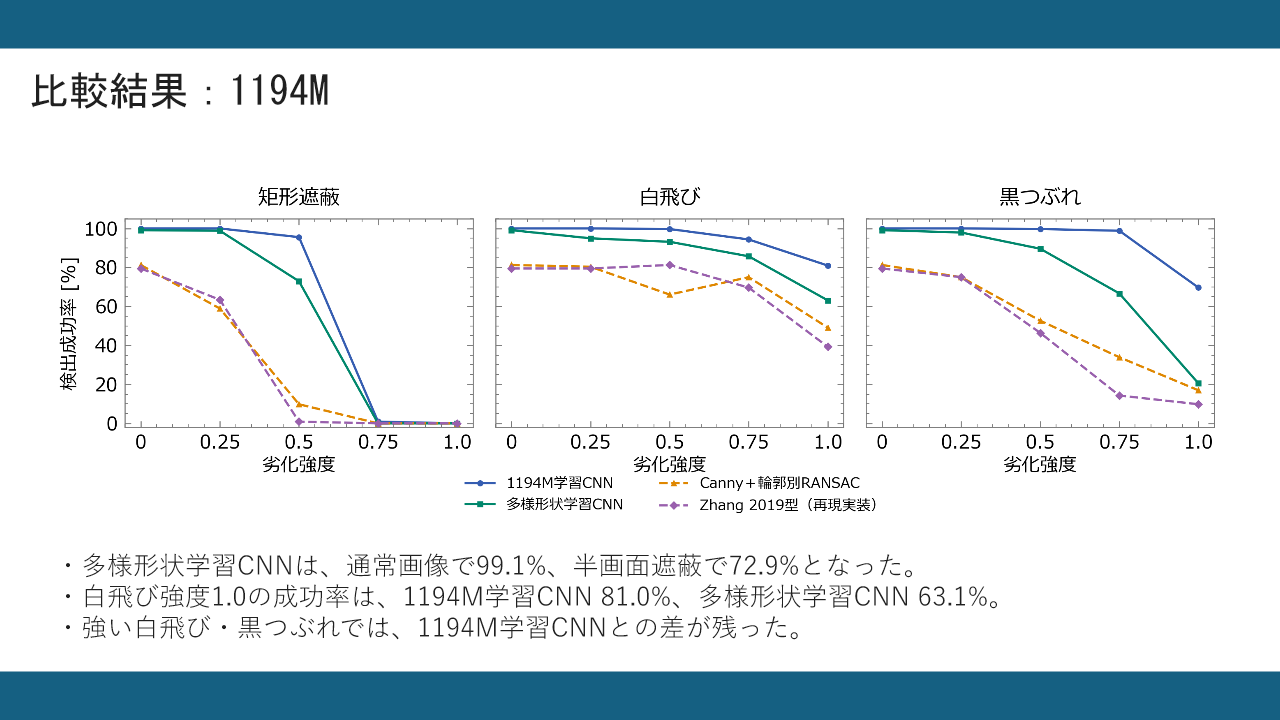 比較結果：1194M
矩形遮蔽
白飛び
黒つぶれ
検出成功率 [%]
100
80
60
40
20
0
0 0.25 0.5 0.75 1.0
0 0.25 0.5 0.75 1.0
0 0.25 0.5 0.75 1.0
劣化強度
劣化強度
劣化強度
1194M学習CNN
多様形状学習CNN
Canny＋輪郭別RANSAC
Zhang 2019型（再現実装）
・多様形状学習CNNは、通常画像で99.1%、半画面遮蔽で72.9%となった。
・白飛び強度1.0の成功率は、1194M学習CNN 81.0%、多様形状学習CNN 63.1%。
・強い白飛び・黒つぶれでは、1194M学習CNNとの差が残った。